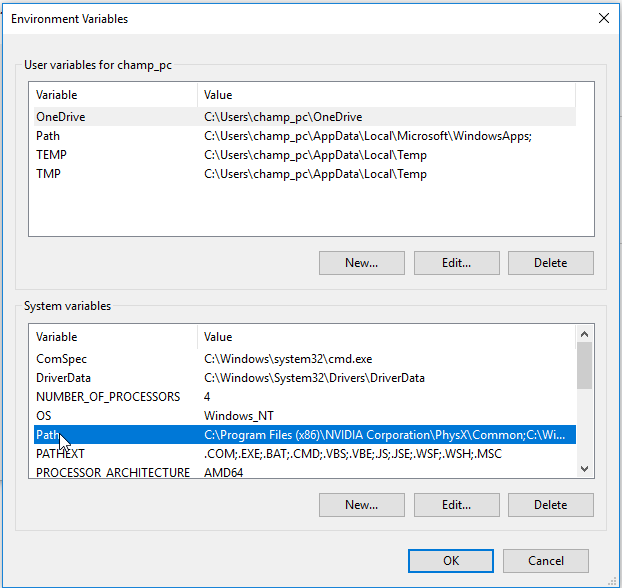 Environment Variables
User variables for champ_pc
Variable Value
OneDrive C:\Users\champ_pc\OneDrive
Path C:\Users\champ_pc\AppData\Local\Microsoft\WindowsApps;
TEMP C:\Users\champ_pc\AppData\Local\Temp
TMP C:\Users\champ_pc\AppData\Local\Temp
New... Edit... Delete
System variables
Variable Value
ComSpec C:\Windows\system32\cmd.exe
DriverData C:\Windows\System32\Drivers\DriverData
NUMBER_OF_PROCESSORS 4
OS Windows_NT
Path C:\Program Files (x86)\NVIDIA Corporation\PhysX\Common;C:\Wi...
PATHEXT .COM;.EXE;.BAT;.CMD;.VBS;.VBE;.JS;.JSE;.WSF;.WSH;.MSC
PROCESSOR_ARCHITECTURE AMD64
New... Edit... Delete
OK Cancel